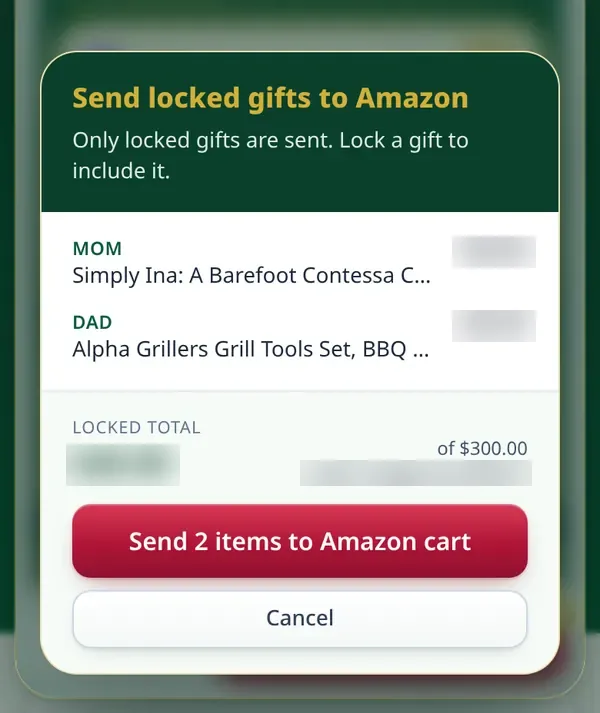 Send locked gifts to Amazon
Only locked gifts are sent. Lock a gift to
include it.
MOM
Simply Ina: A Barefoot Contessa C...
DAD
Alpha Grillers Grill Tools Set, BBQ ...
LOCKED TOTAL
of $300.00
Send 2 items to Amazon cart
Cancel